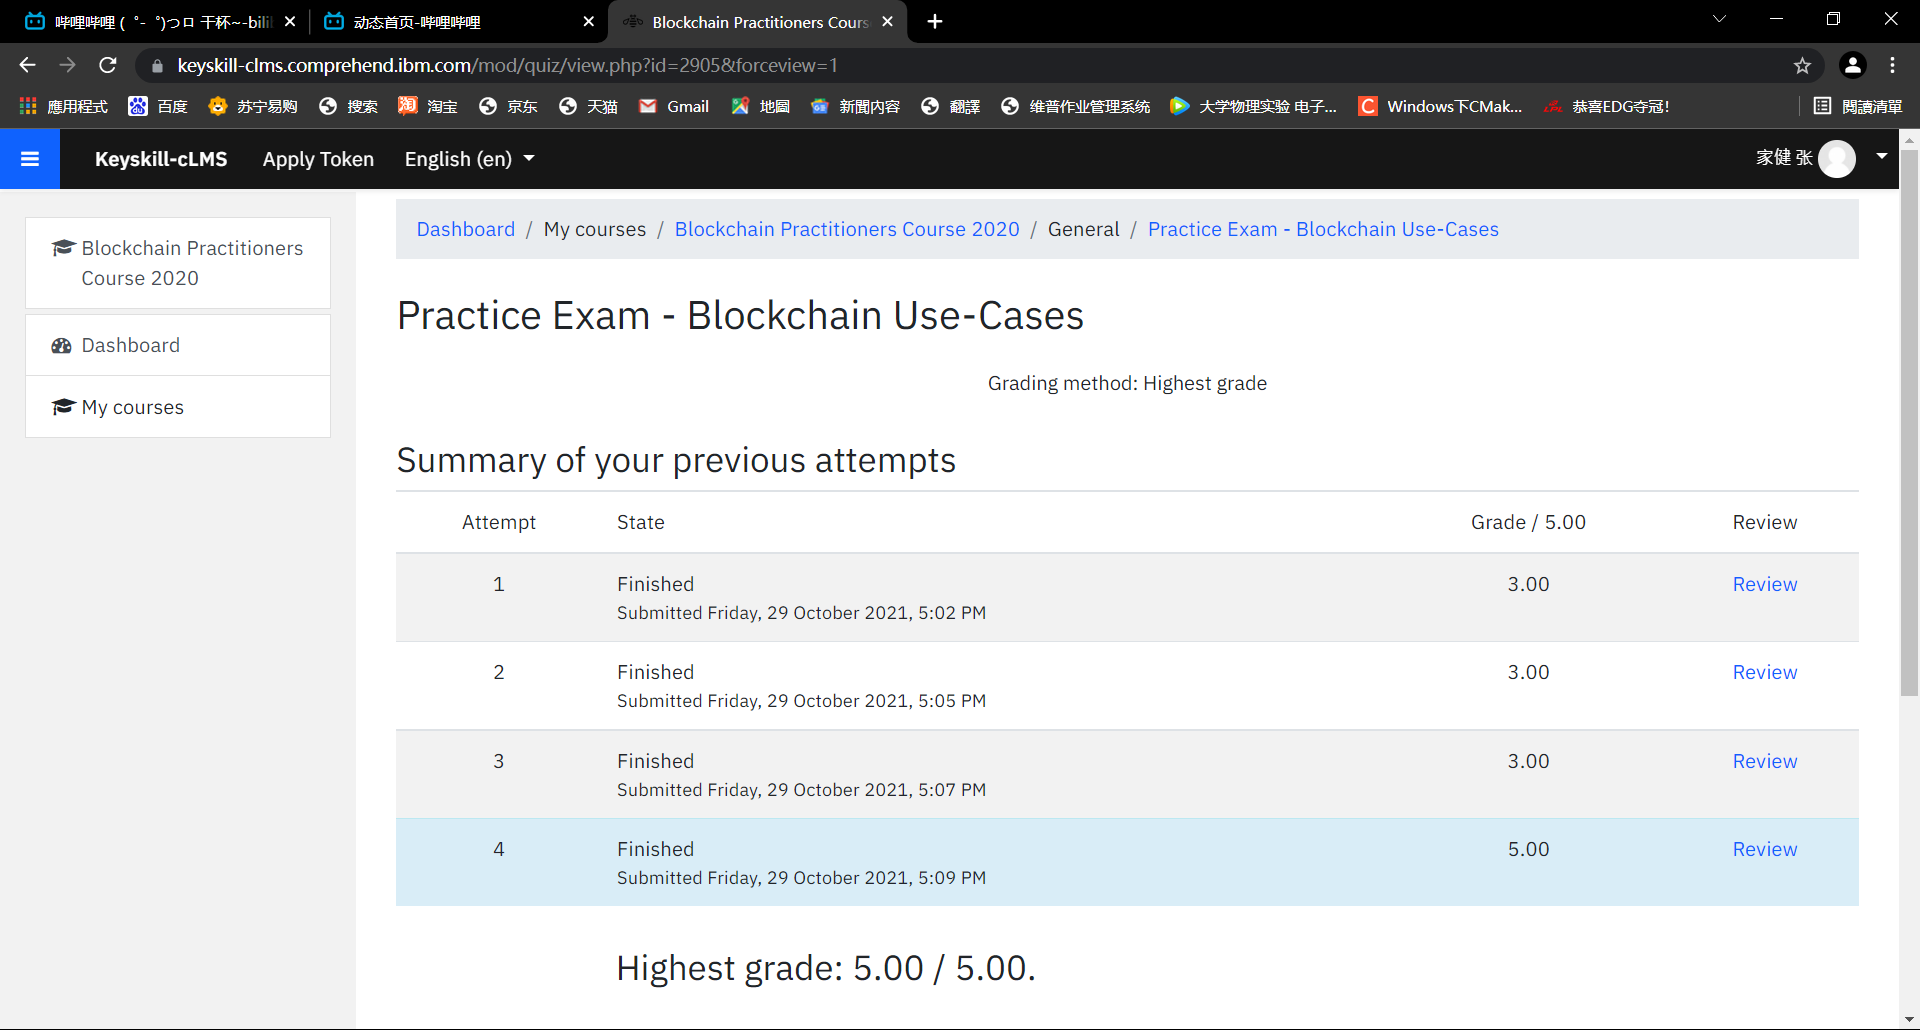 哔哩哔哩 (゜-゜)つロ 干杯~-bili
动态首页-哔哩哔哩
Blockchain Practitioners Cours
keyskill-clms.comprehend.ibm.com/mod/quiz/view.php?id=2905&forceview=1
應用程式 百度 苏宁易购 搜索 淘宝 京东 天猫 Gmail 地圖 新聞內容 翻譯 维普作业管理系统 大学物理实验 电子... Windows下CMak... 恭喜EDG夺冠! 閱讀清單
Keyskill-cLMS Apply Token English (en) 家健 张
Dashboard / My courses / Blockchain Practitioners Course 2020 / General / Practice Exam - Blockchain Use-Cases
Blockchain Practitioners
Course 2020
Dashboard
My courses
Practice Exam - Blockchain Use-Cases
Grading method: Highest grade
Summary of your previous attempts
Attempt State Grade / 5.00 Review
1 Finished 3.00 Review
Submitted Friday, 29 October 2021, 5:02 PM
2 Finished 3.00 Review
Submitted Friday, 29 October 2021, 5:05 PM
3 Finished 3.00 Review
Submitted Friday, 29 October 2021, 5:07 PM
4 Finished 5.00 Review
Submitted Friday, 29 October 2021, 5:09 PM
Highest grade: 5.00 / 5.00.